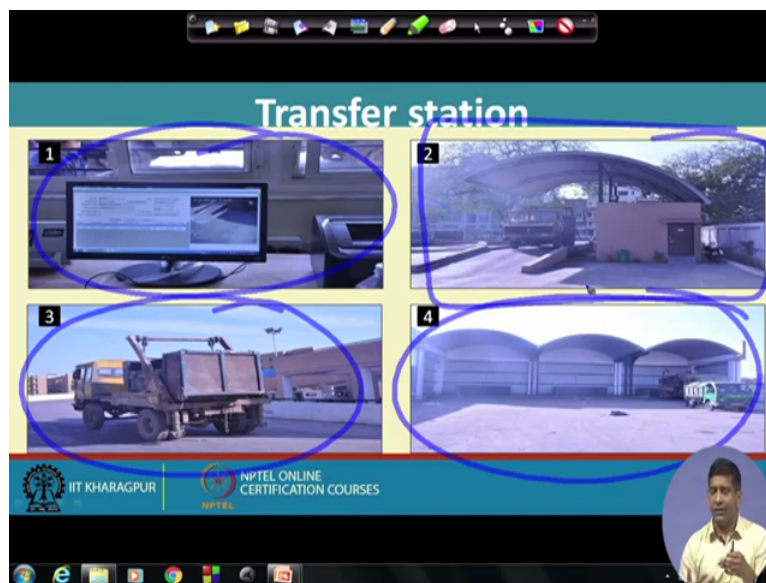 Transfer station
1
2
3
4
IIT KHARAGPUR
NPTEL
NPTEL ONLINE
CERTIFICATION COURSES